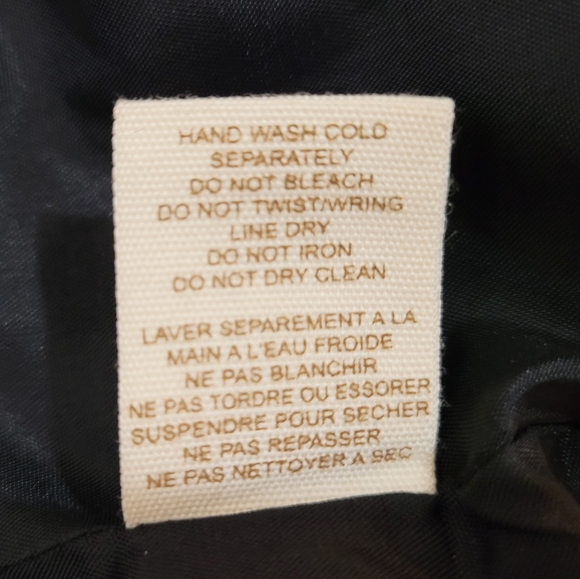 HAND WASH COLD
SEPARATELY
DO NOT BLEACH
DO NOT TWIST/WRING
LINE DRY
DO NOT IRON
DO NOT DRY CLEAN
LAVER SEPAREMENT A LA
MAIN A L'EAU FROIDE
NE PAS BLANCHIR
NE PAS TORDRE OU ESSORER
SUSPENDRE POUR SECHER
NE PAS REPASSER
NE PAS NETTOYER A SEC